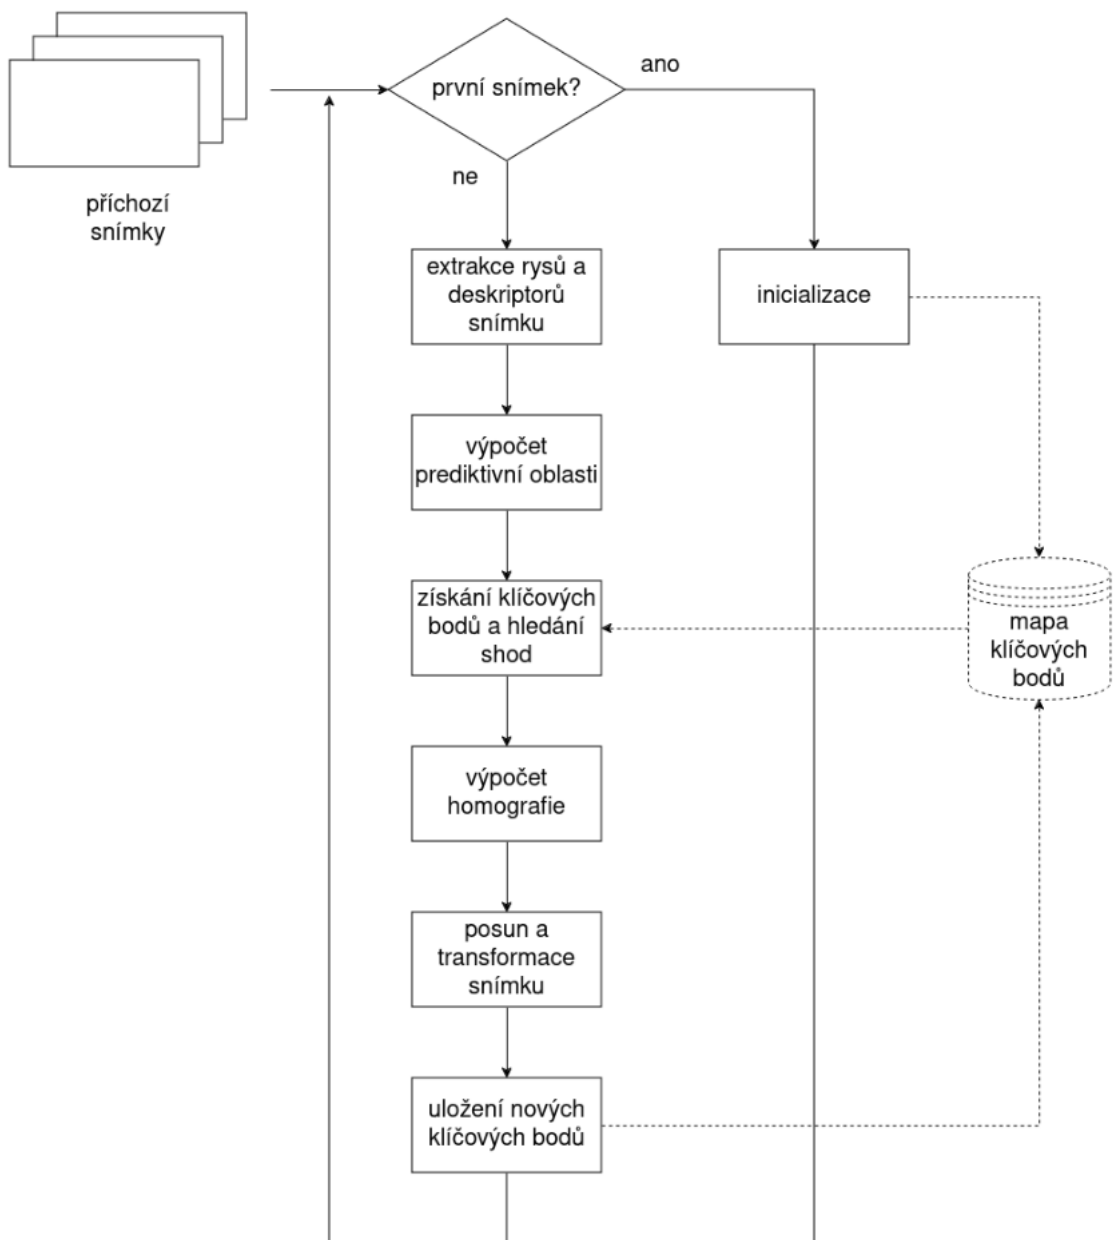 první snímek?
ano
ne
příchozí
snímky
extrakce rysů a
deskriptorů
snímku
inicializace
výpočet
prediktivní oblasti
získání klíčových
bodů a hledání
shod
mapa
klíčových
bodů
výpočet
homografie
posun a
transformace
snímku
uložení nových
klíčových bodů